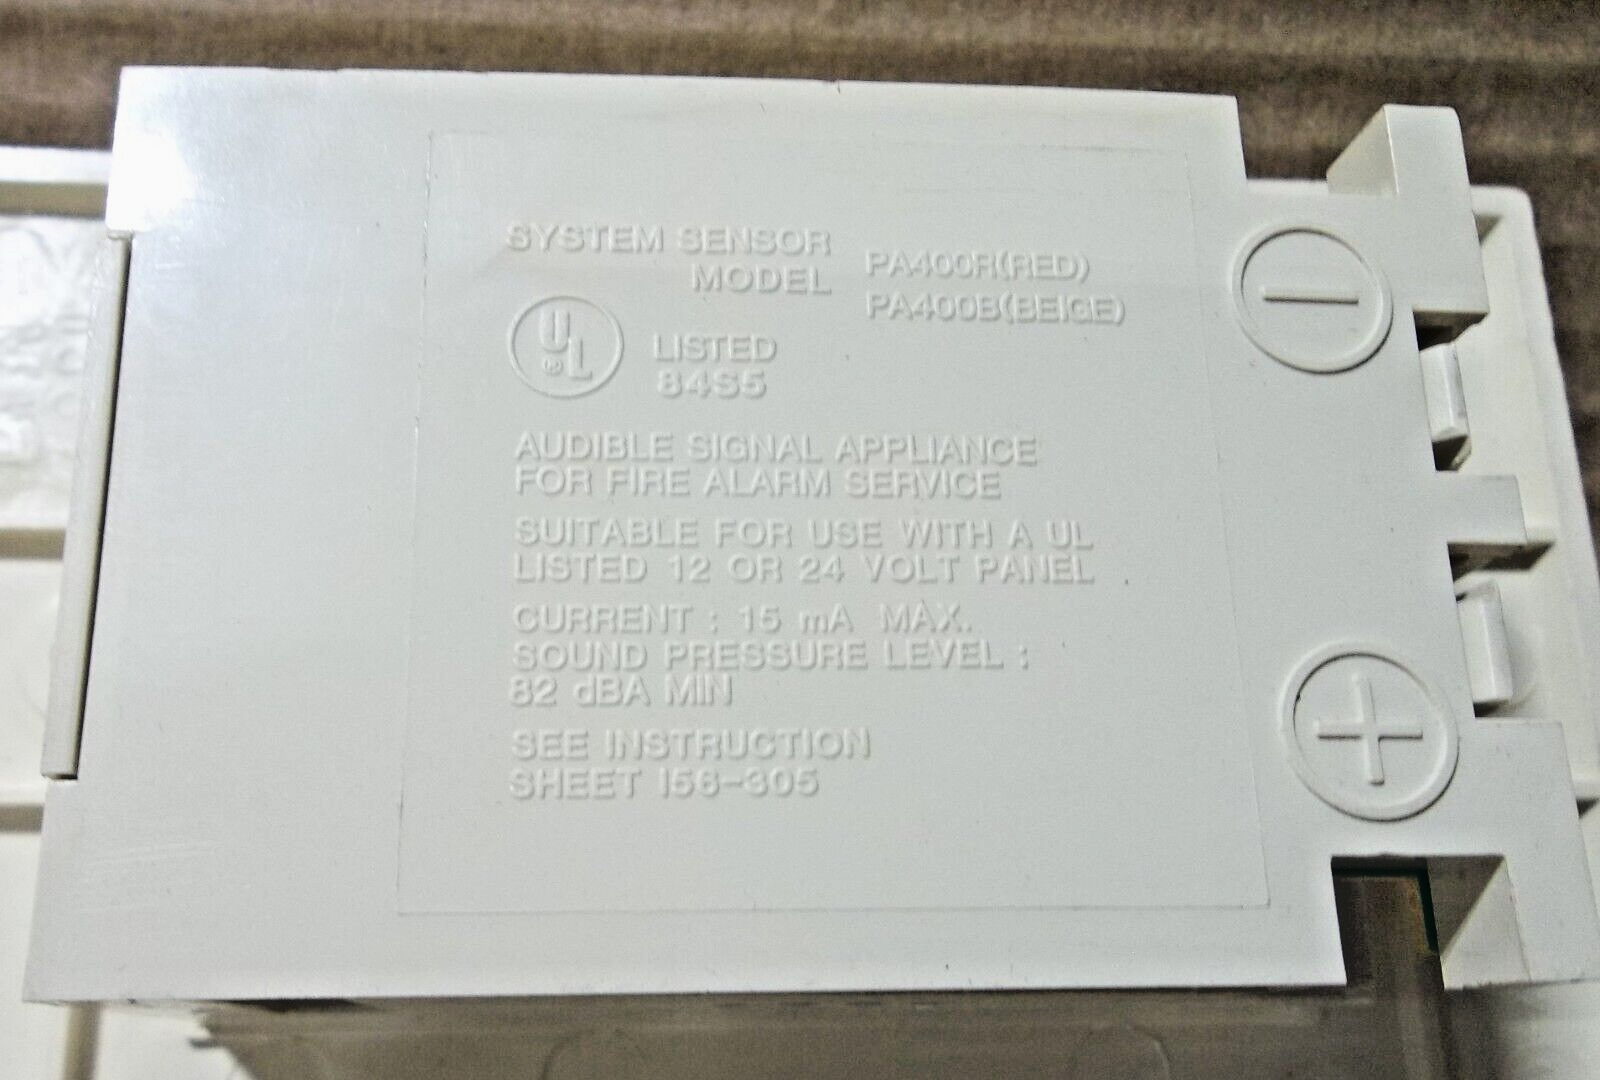 SYSTEM SENSOR
MODEL
PA400R(RED)
PA400B(BEIGE)
UL®
LISTED
84S5
AUDIBLE SIGNAL APPLIANCE
FOR FIRE ALARM SERVICE
SUITABLE FOR USE WITH A UL
LISTED 12 OR 24 VOLT PANEL
CURRENT : 15 mA MAX.
SOUND PRESSURE LEVEL :
82 dBA MIN
SEE INSTRUCTION
SHEET I56-305
−
+